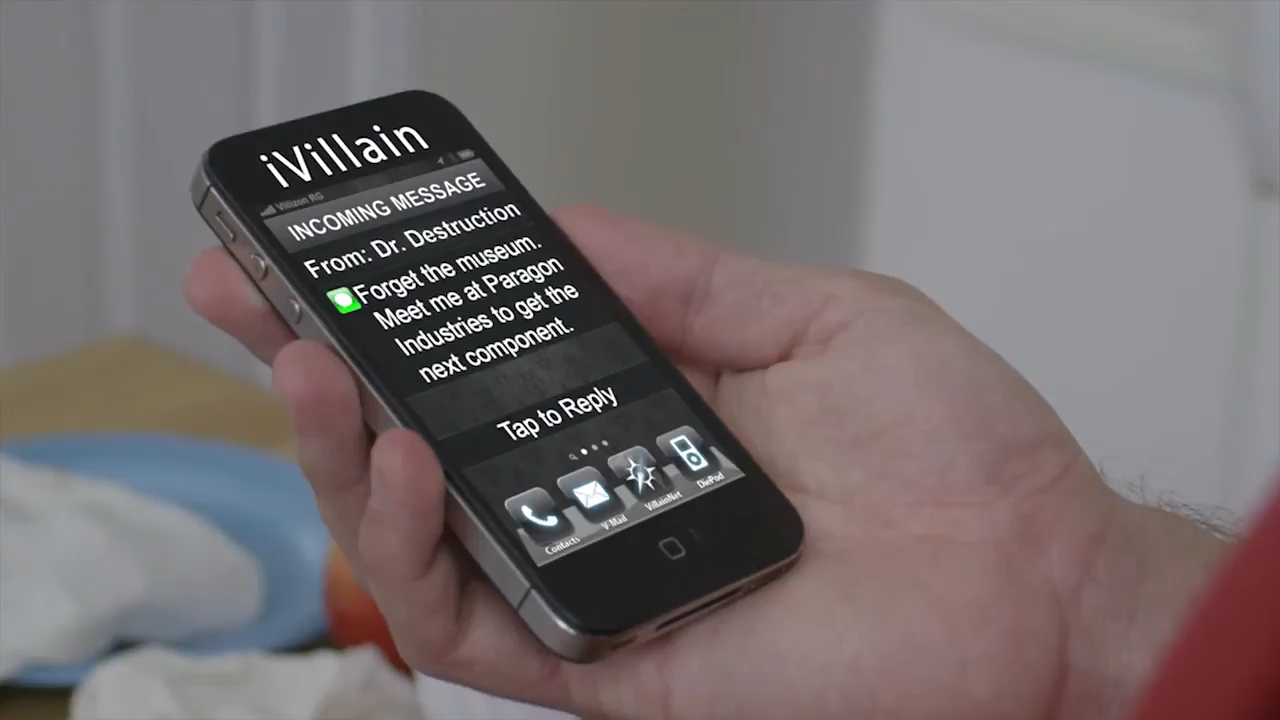 iVillain
Villizon RG
INCOMING MESSAGE
From: Dr. Destruction
Forget the museum.
Meet me at Paragon
Industries to get the
next component.
Tap to Reply
Contacts
V-Mail
VillainNet
DiePod